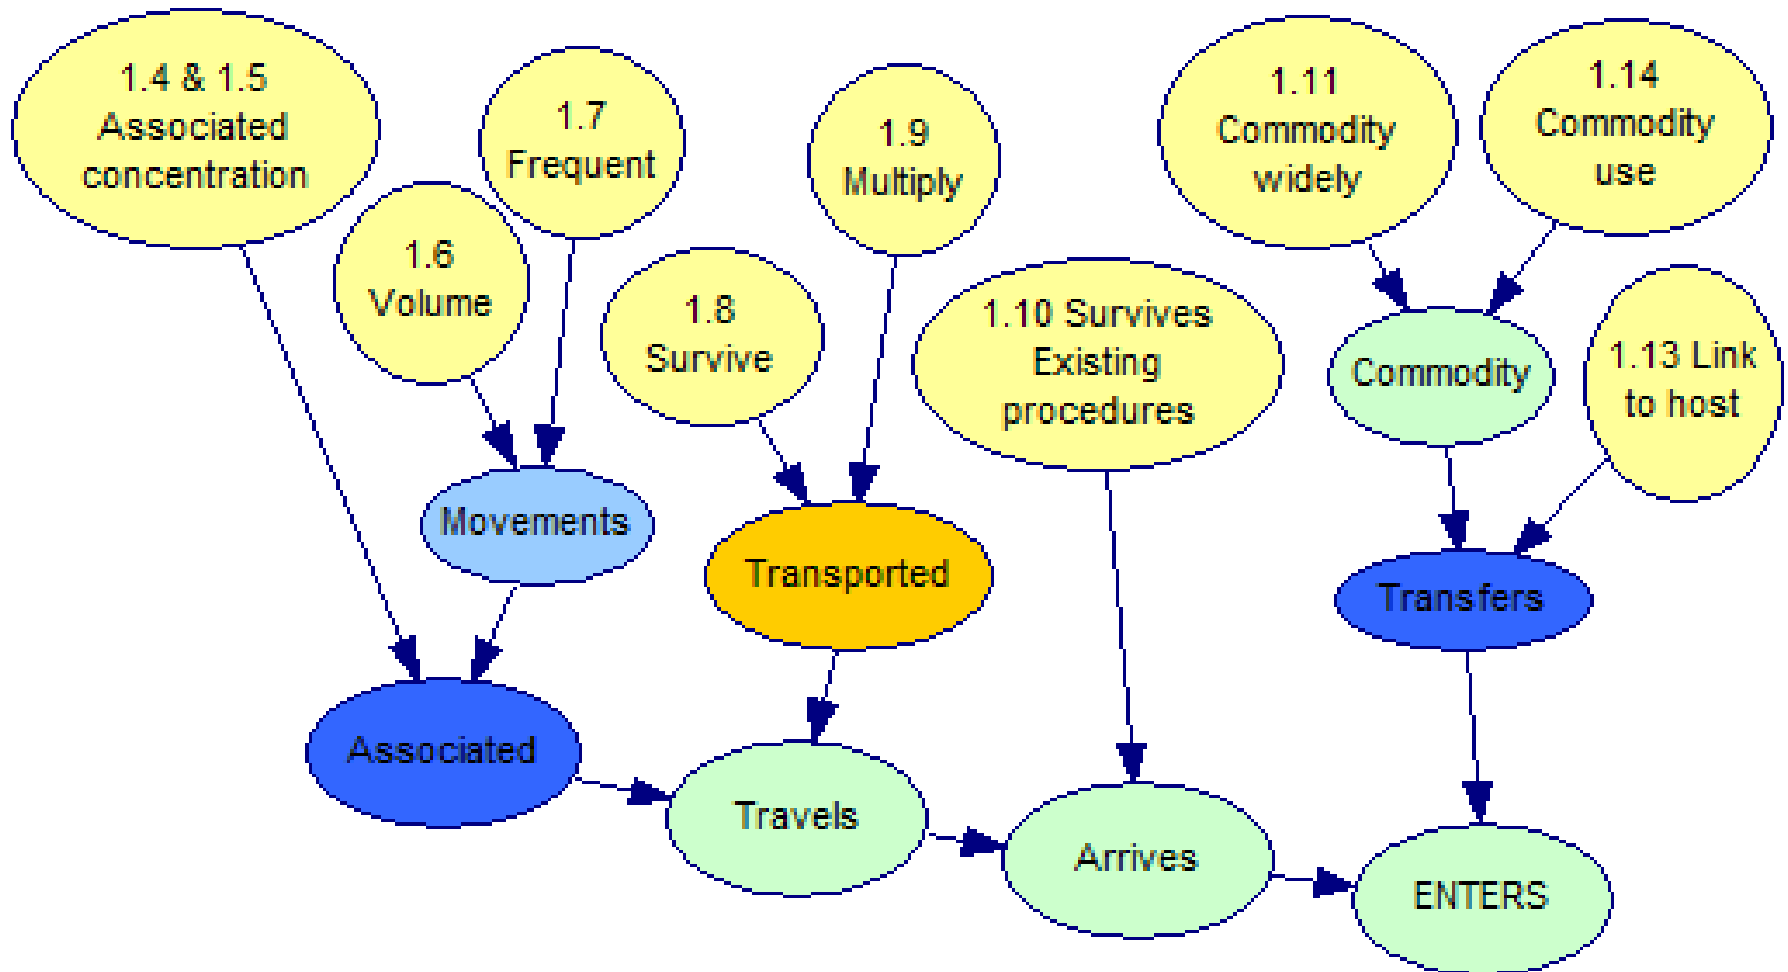 1.4 & 1.5
Associated
concentration
1.7
Frequent
1.6
Volume
1.9
Multiply
1.8
Survive
1.11
Commodity
widely
1.14
Commodity
use
1.10 Survives
Existing
procedures
Commodity
1.13 Link
to host
Movements
Transported
Transfers
Associated
Travels
Arrives
ENTERS